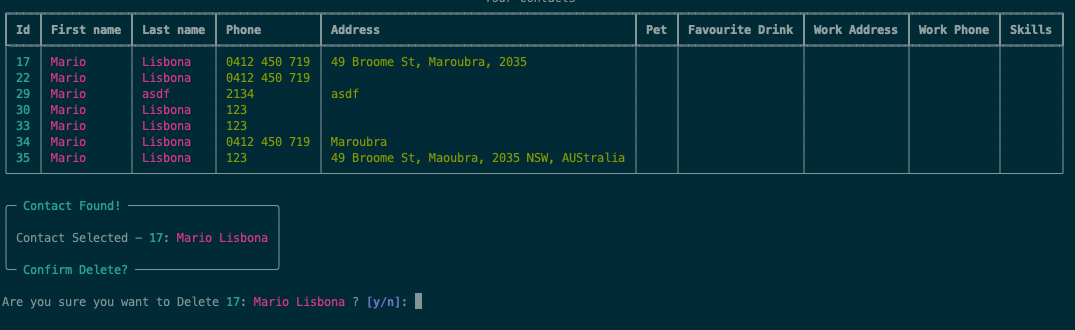 Your Contacts
Id First name Last name Phone Address Pet Favourite Drink Work Address Work Phone Skills
17 Mario Lisbona 0412 450 719 49 Broome St, Maroubra, 2035
22 Mario Lisbona 0412 450 719
29 Mario asdf 2134 asdf
30 Mario Lisbona 123
33 Mario Lisbona 123
34 Mario Lisbona 0412 450 719 Maroubra
35 Mario Lisbona 123 49 Broome St, Maoubra, 2035 NSW, AUStralia
Contact Found!
Contact Selected - 17: Mario Lisbona
Confirm Delete?
Are you sure you want to Delete 17: Mario Lisbona ? [y/n]: